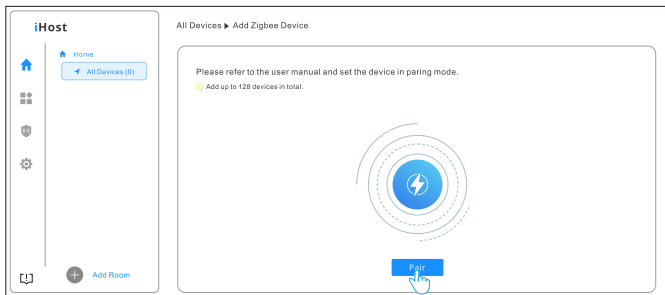 iHost
Home
All Devices (0)
Add Room
All Devices ▶ Add Zigbee Device
Please refer to the user manual and set the device in paring mode.
Add up to 128 devices in total.
Pair